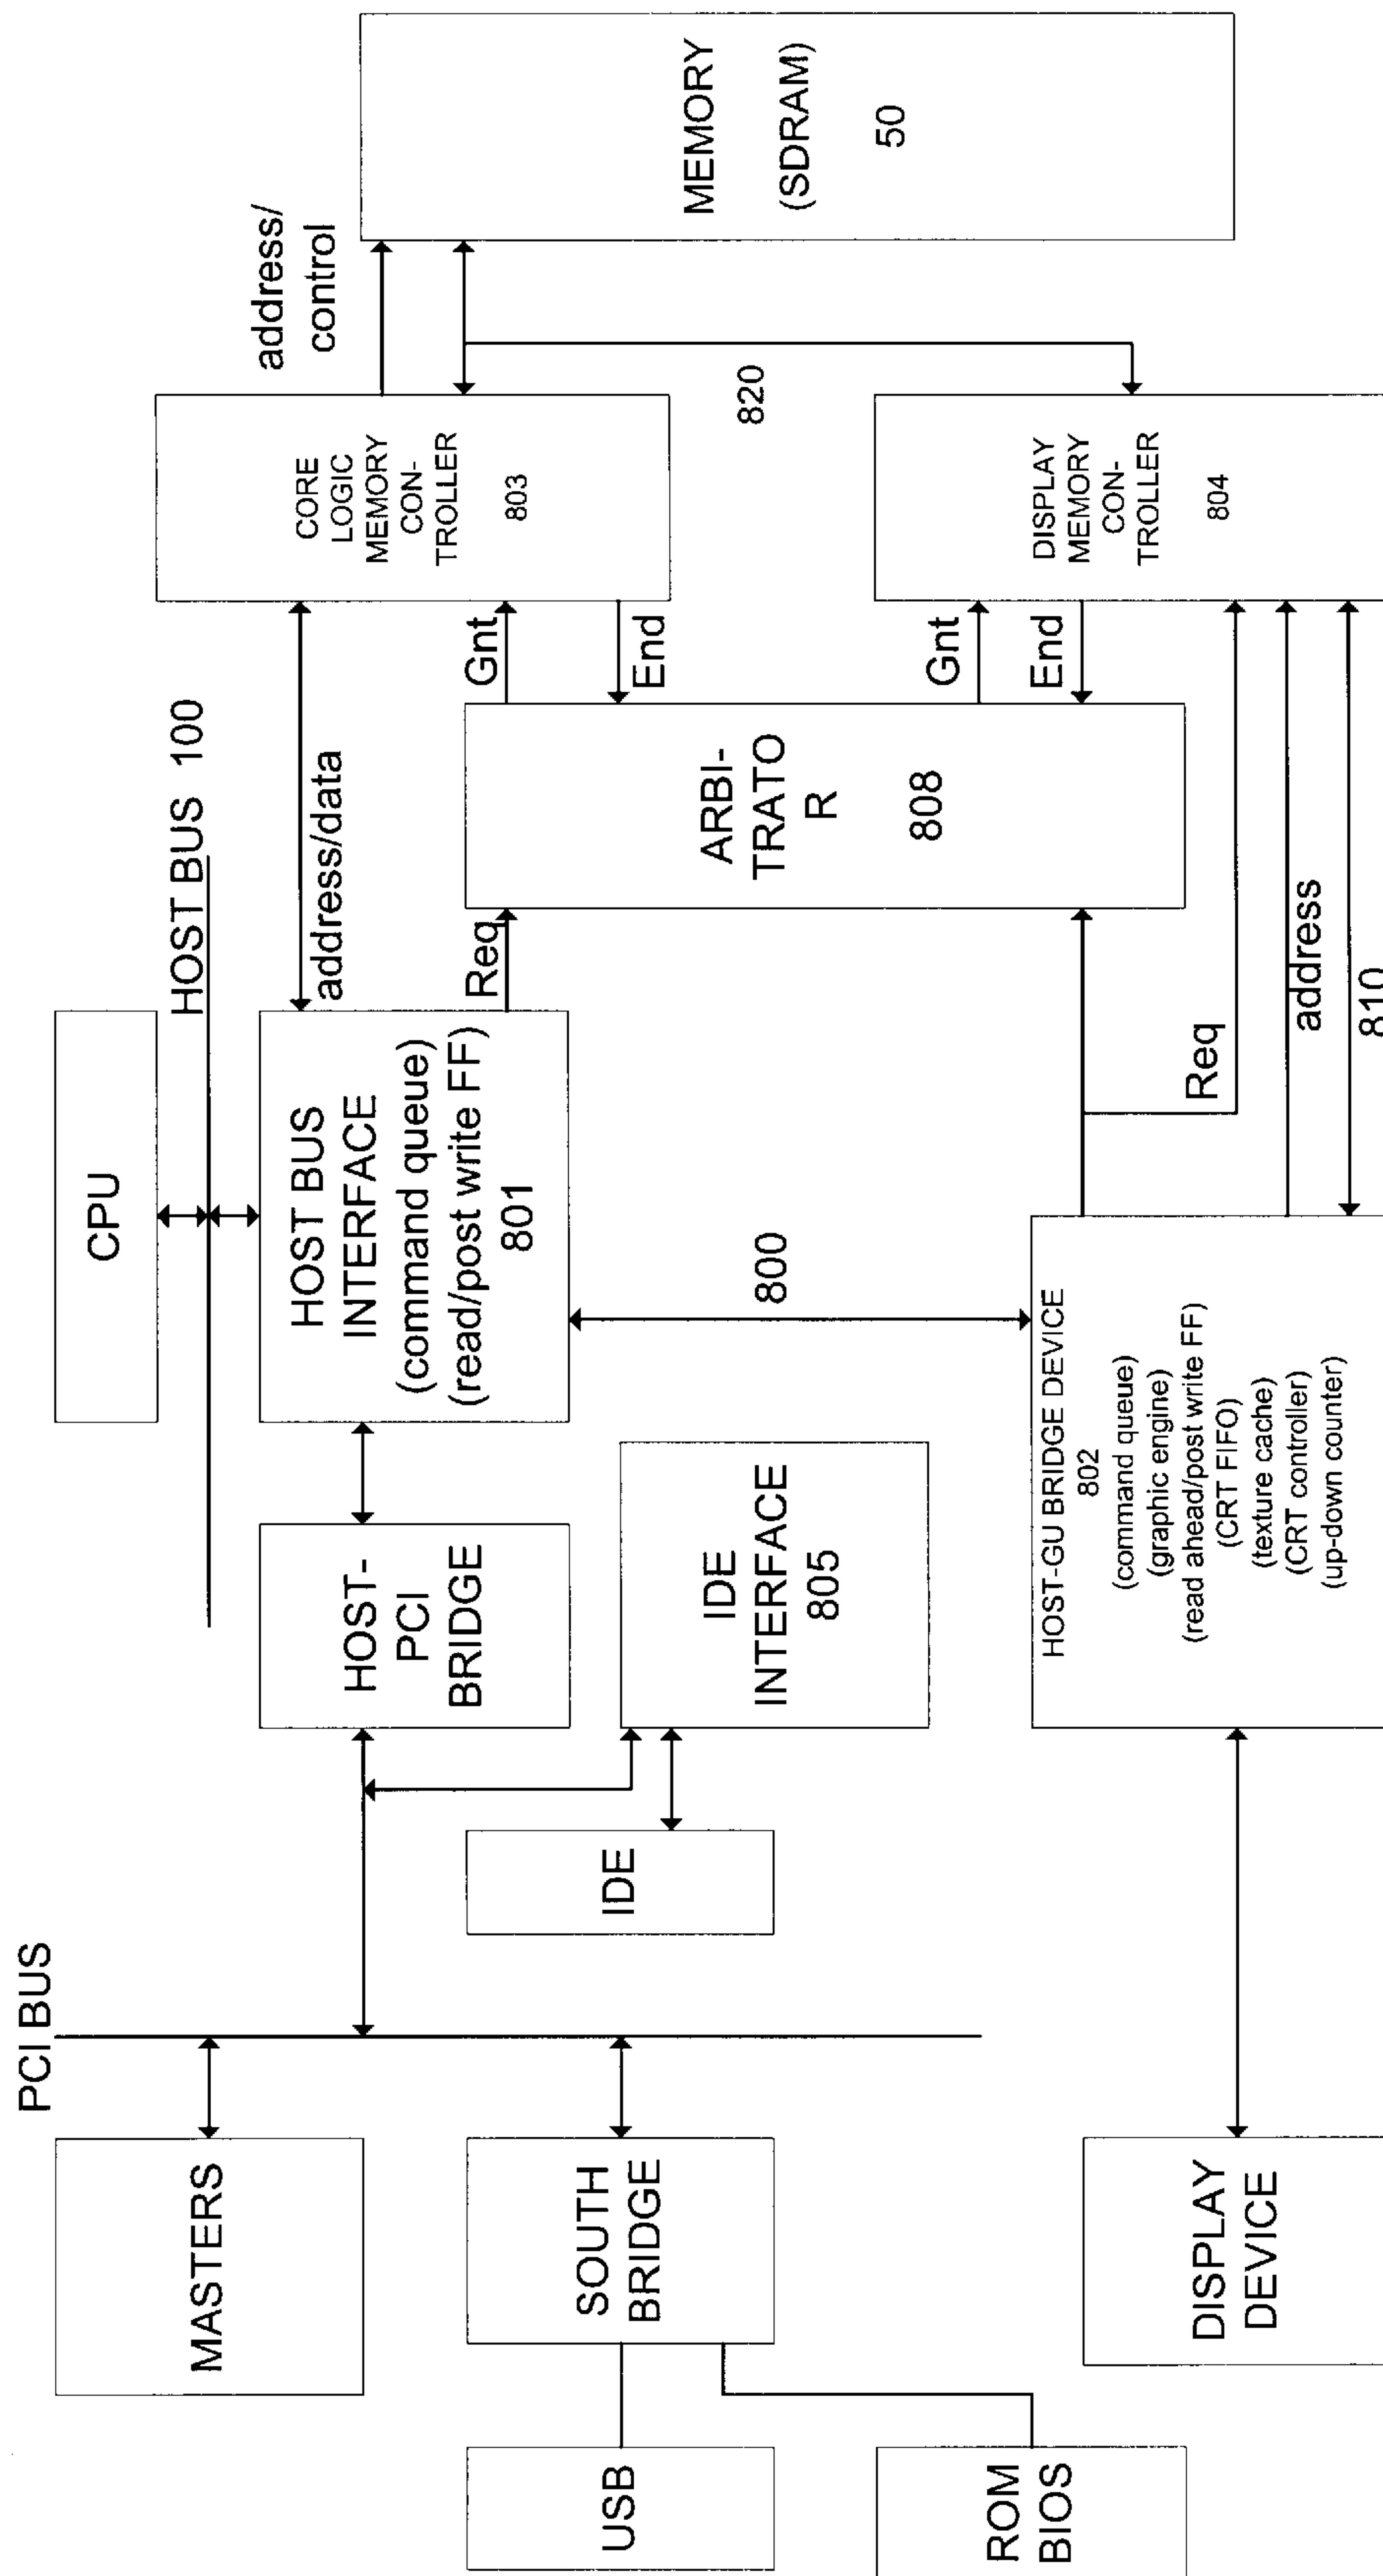 PCI BUS
MASTERS
SOUTH
BRIDGE
USB
ROM
BIOS
DISPLAY
DEVICE
CPU
HOST BUS 100
HOST-
PCI
BRIDGE
IDE
IDE
INTERFACE
805
HOST BUS
INTERFACE
(command queue)
(read/post write FF)
801
800
HOST-GU BRIDGE DEVICE
802
(command queue)
(graphic engine)
(read ahead/post write FF)
(CRT FIFO)
(texture cache)
(CRT controller)
(up-down counter)
address/data
Req
ARBI-
TRATO
R
808
Req
address
810
Gnt
End
Gnt
End
CORE
LOGIC
MEMORY
CON-
TROLLER
803
DISPLAY
MEMORY
CON-
TROLLER
804
address/
control
820
MEMORY
(SDRAM)
50